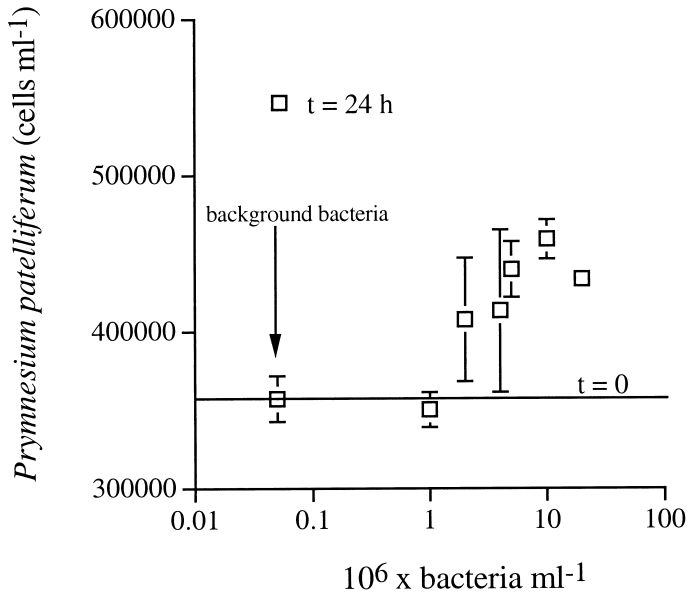 Prymnesium patelliferum (cells ml-1)
600000
t = 24 h
500000
background bacteria
400000
t = 0
300000
0.01 0.1 1 10 100
10^6 x bacteria ml-1